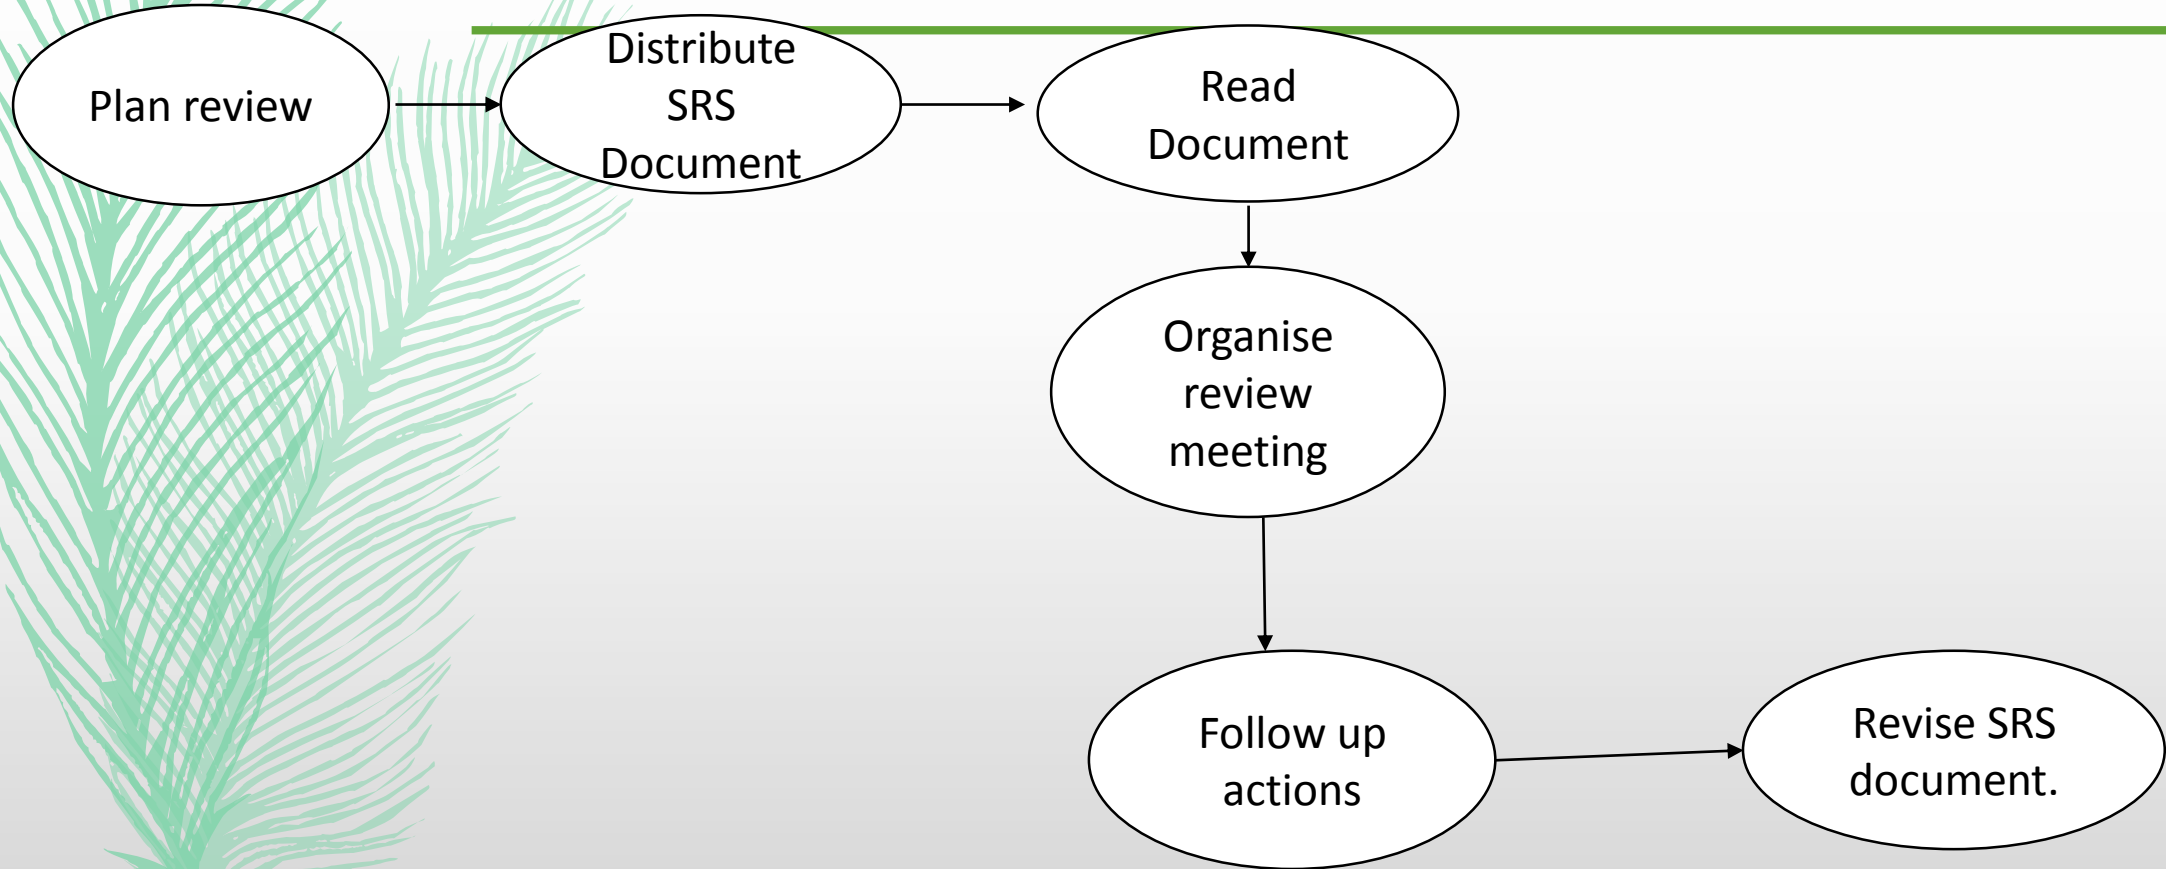 Plan review
Distribute
SRS
Document
Read
Document
Organise
review
meeting
Follow up
actions
Revise SRS
document.